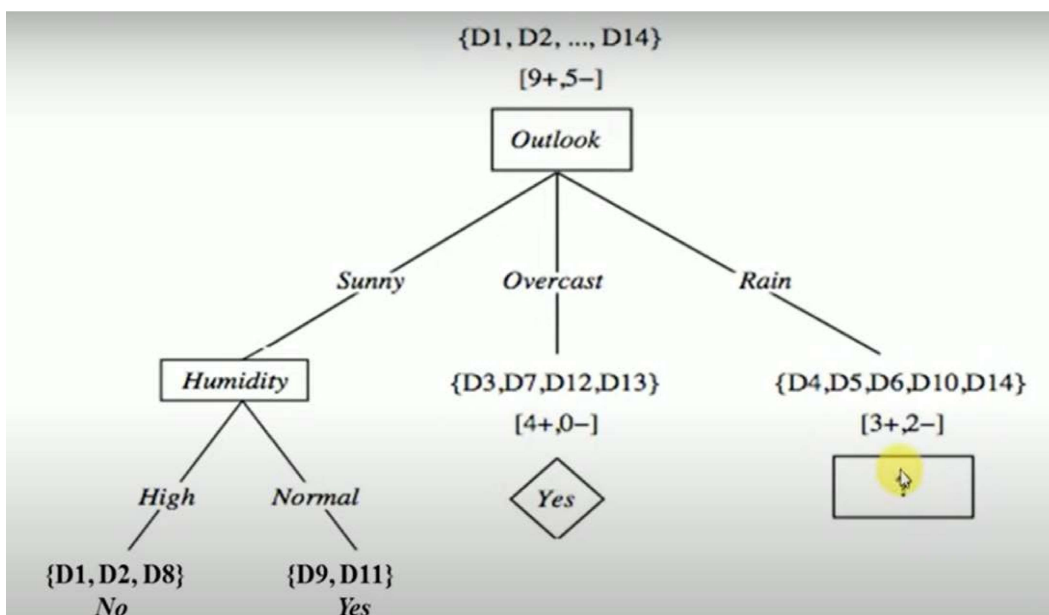 {D1, D2, ..., D14}
[9+,5−]
Outlook
Sunny
Overcast
Rain
Humidity
{D3,D7,D12,D13}
{D4,D5,D6,D10,D14}
[4+,0−]
[3+,2−]
High
Normal
Yes
{D1, D2, D8}
{D9, D11}
No
Yes